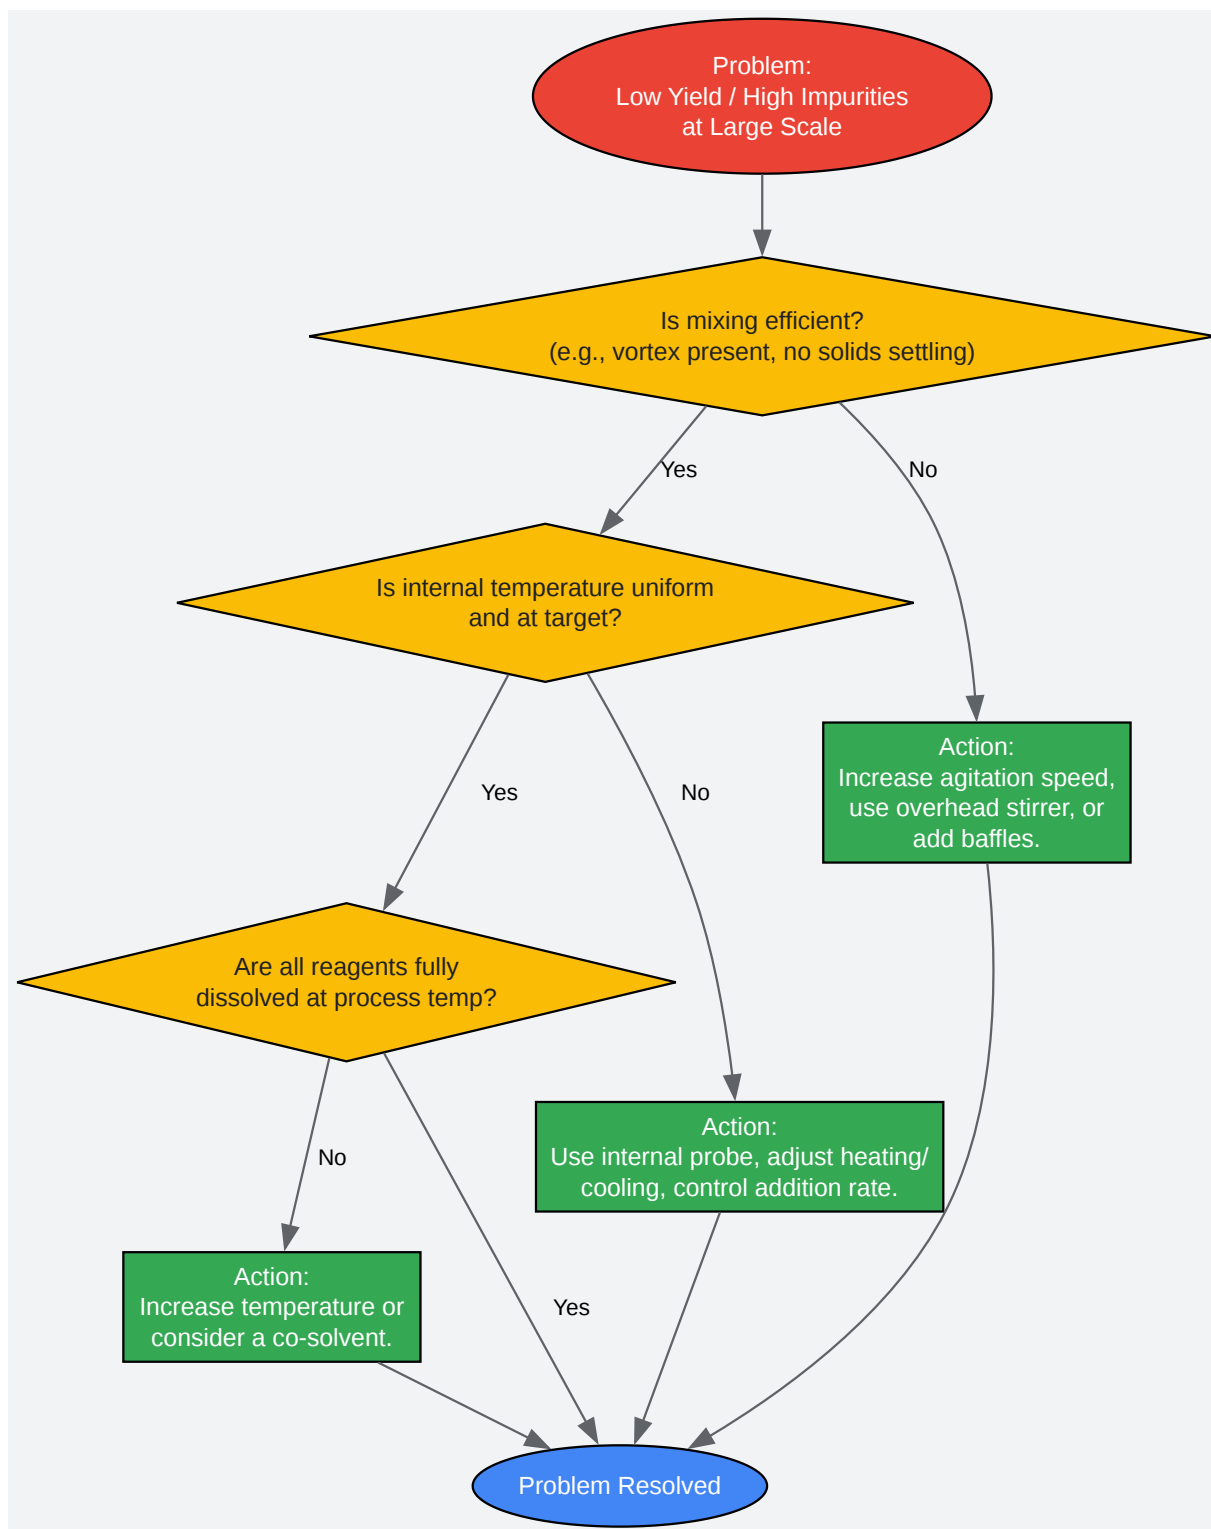 Problem:
Low Yield / High Impurities
at Large Scale
Is mixing efficient?
(e.g., vortex present, no solids settling)
Yes
No
Is internal temperature uniform
and at target?
Action:
Increase agitation speed,
use overhead stirrer, or
add baffles.
Yes
No
Are all reagents fully
dissolved at process temp?
Action:
Use internal probe, adjust heating/
cooling, control addition rate.
No
Action:
Increase temperature or
consider a co-solvent.
Yes
Problem Resolved